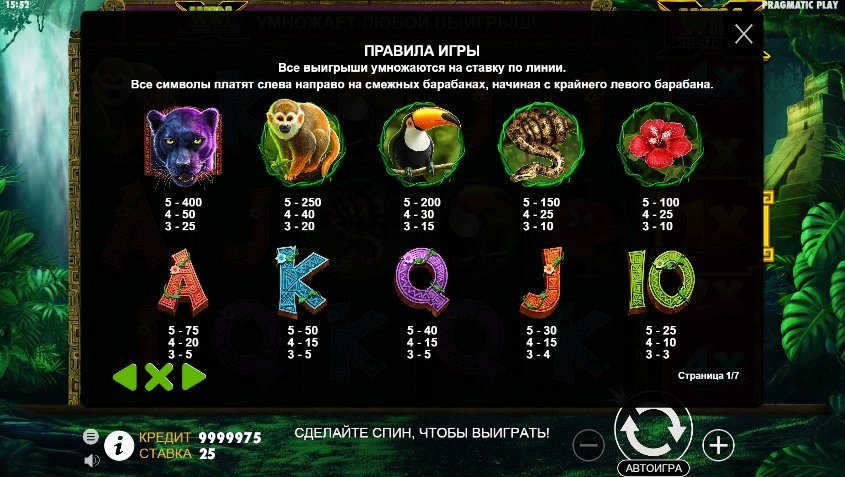 15:52
PRAGMATIC PLAY
УМНОЖАЕТ ЛЮБОЙ ВЫИГРЫШ!
ПРАВИЛА ИГРЫ
Все выигрыши умножаются на ставку по линии.
Все символы платят слева направо на смежных барабанах, начиная с крайнего левого барабана.
5 - 400 5 - 250 5 - 200 5 - 150 5 - 100
4 - 50 4 - 40 4 - 30 4 - 25 4 - 25
3 - 25 3 - 20 3 - 15 3 - 10 3 - 10
A K Q J 10
5 - 75 5 - 50 5 - 40 5 - 30 5 - 25
4 - 20 4 - 15 4 - 15 4 - 15 4 - 10
3 - 5 3 - 5 3 - 5 3 - 4 3 - 3
Страница 1/7
КРЕДИТ 9999975
СТАВКА 25
СДЕЛАЙТЕ СПИН, ЧТОБЫ ВЫИГРАТЬ!
АВТОИГРА